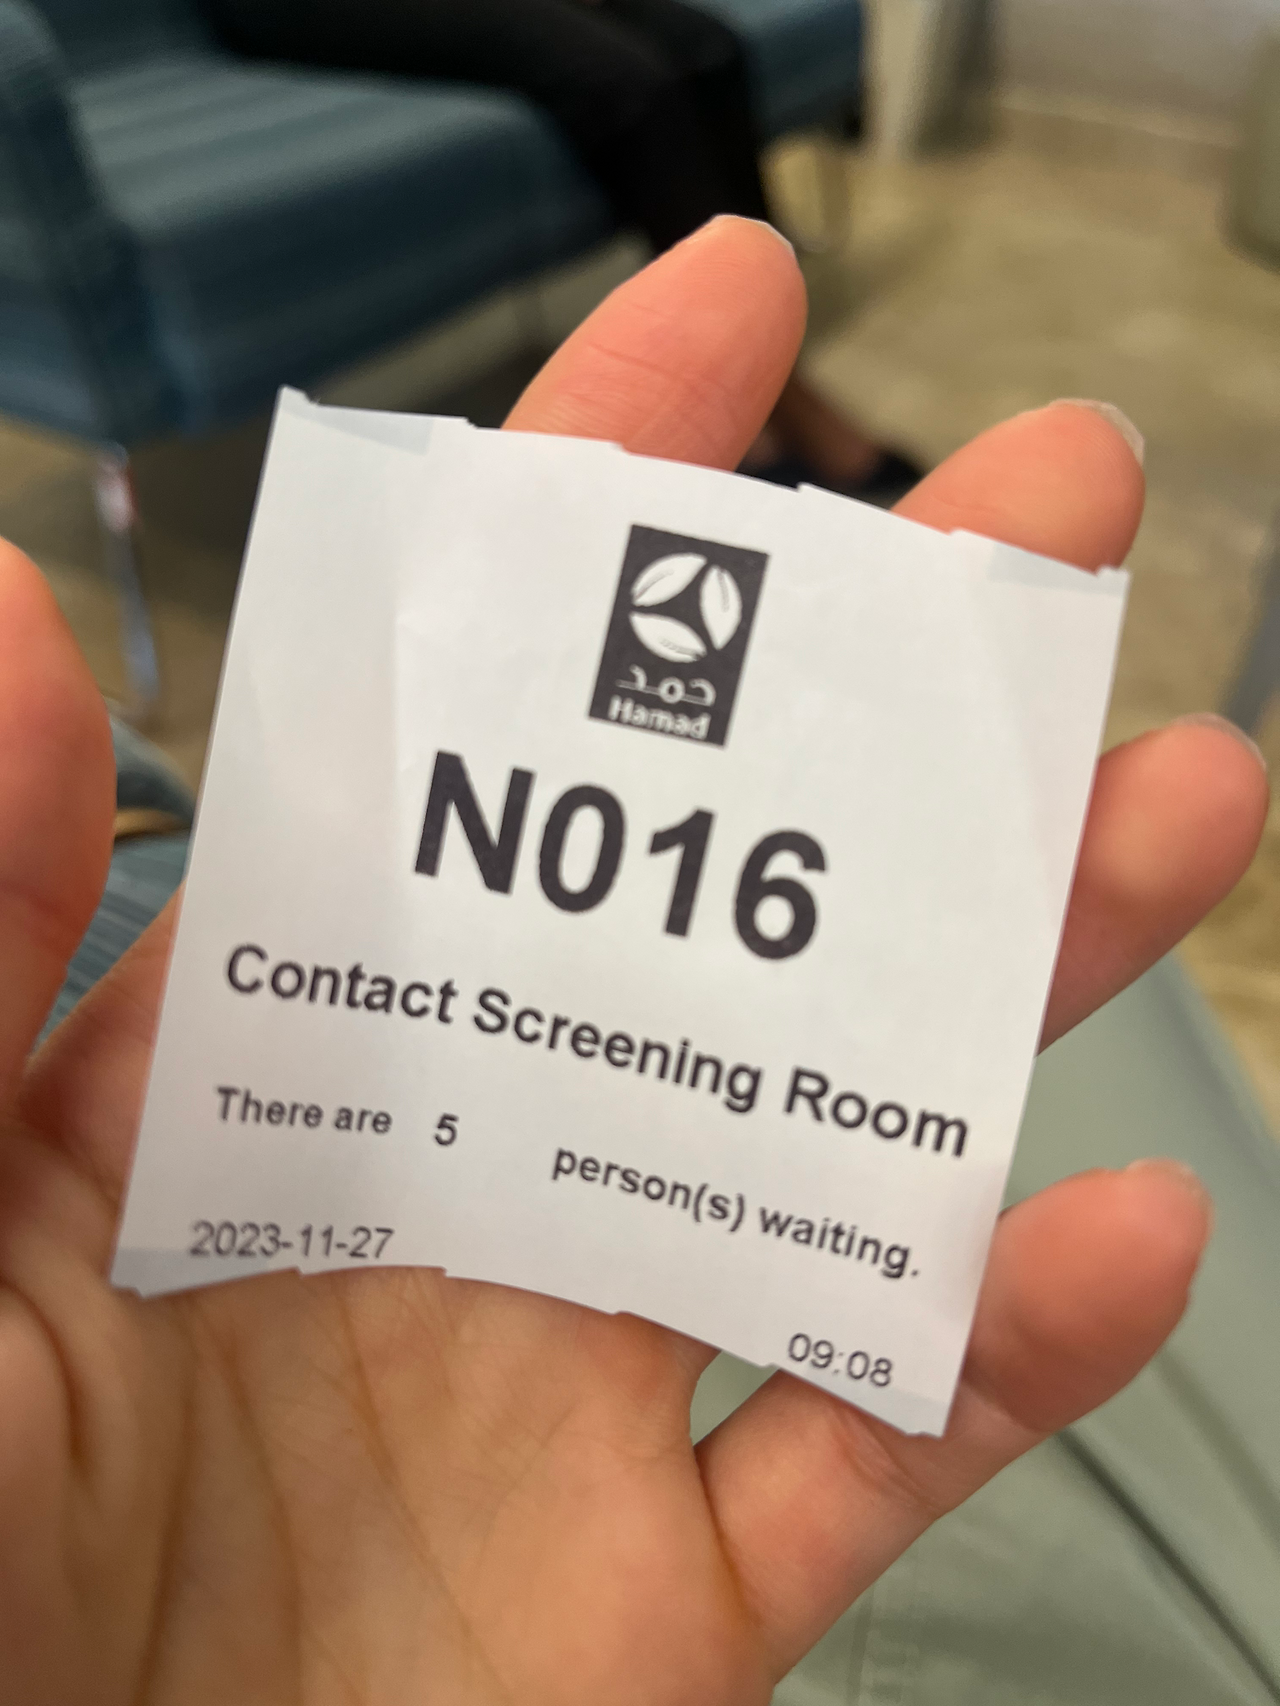 حمد
Hamad
N016
Contact Screening Room
There are 5 person(s) waiting.
2023-11-27 09:08